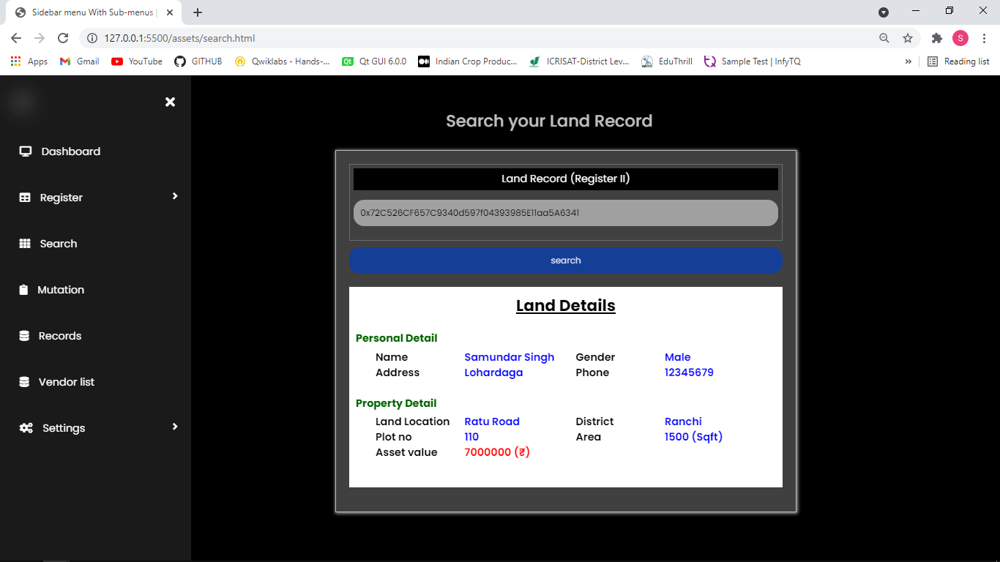 Sidebar menu With Sub-menus |
127.0.0.1:5500/assets/search.html
S
Apps Gmail YouTube GITHUB Qwiklabs - Hands-... Qt Qt GUI 6.0.0 Indian Crop Produc... ICRISAT-District Lev... EduThrill Sample Test | InfyTQ » Reading list
Dashboard
Register
Search
Mutation
Records
Vendor list
Settings
Search your Land Record
Land Record (Register II)
0x72C526CF657C9340d597f04393985E11aa5A6341
search
Land Details
Personal Detail
Name Samundar Singh Gender Male
Address Lohardaga Phone 12345679
Property Detail
Land Location Ratu Road District Ranchi
Plot no 110 Area 1500 (Sqft)
Asset value 7000000 (₹)